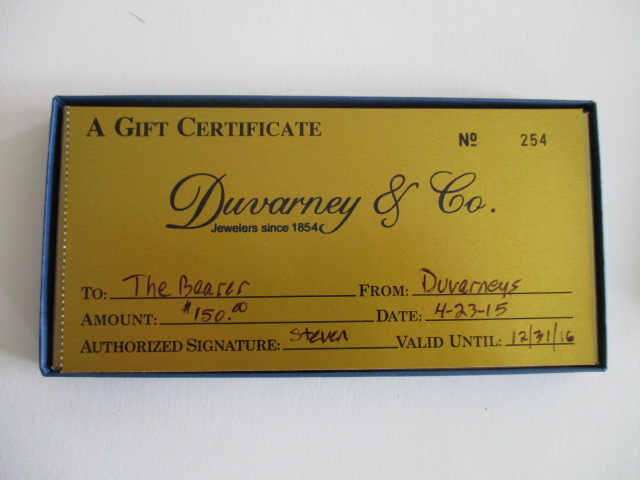 A GIFT CERTIFICATE
Nº 254
Duvarney & Co.
Jewelers since 1854
TO: The Bearer FROM: Duvarneys
AMOUNT: $150.00 DATE: 4-23-15
AUTHORIZED SIGNATURE: Steven VALID UNTIL: 12/31/16